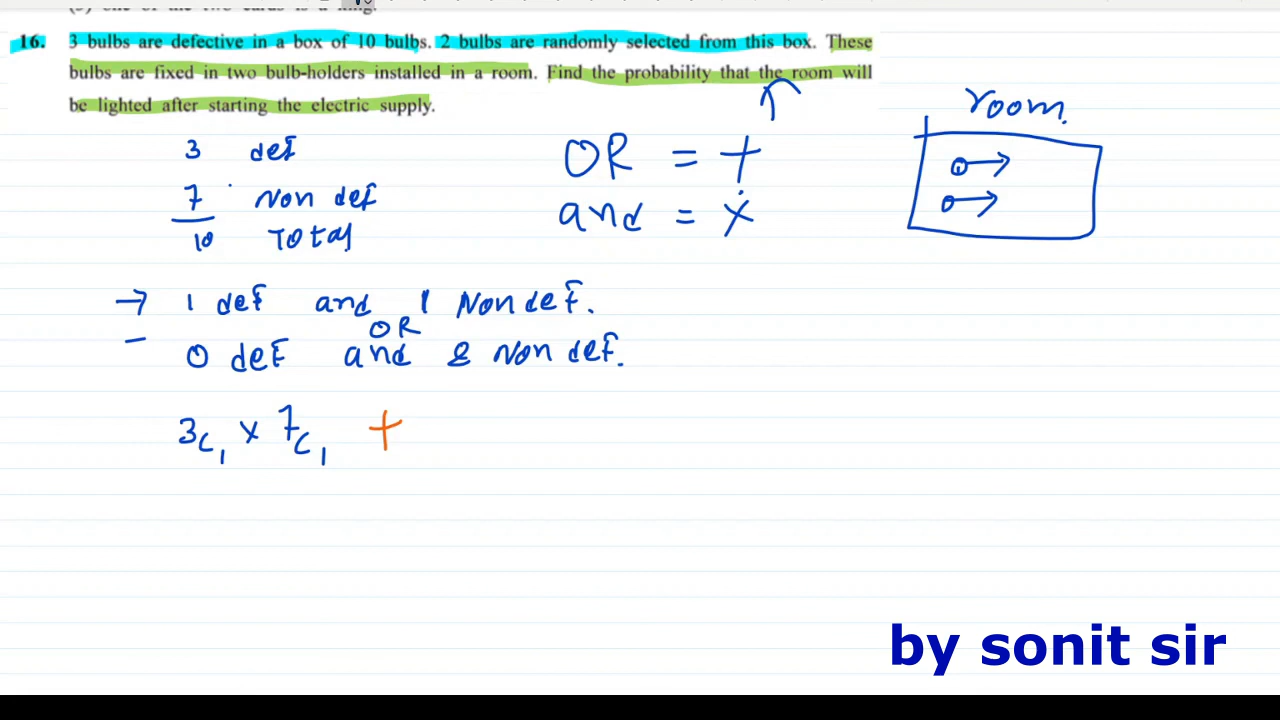 16. 3 bulbs are defective in a box of 10 bulbs. 2 bulbs are randomly selected from this box. These
bulbs are fixed in two bulb-holders installed in a room. Find the probability that the room will
be lighted after starting the electric supply.
room.
3 def
OR = +
7 Non def
and = x
10 Total
→ 1 def and 1 Non def.
OR
0 def and 2 Non def.
3c1 x 7c1 +
by sonit sir